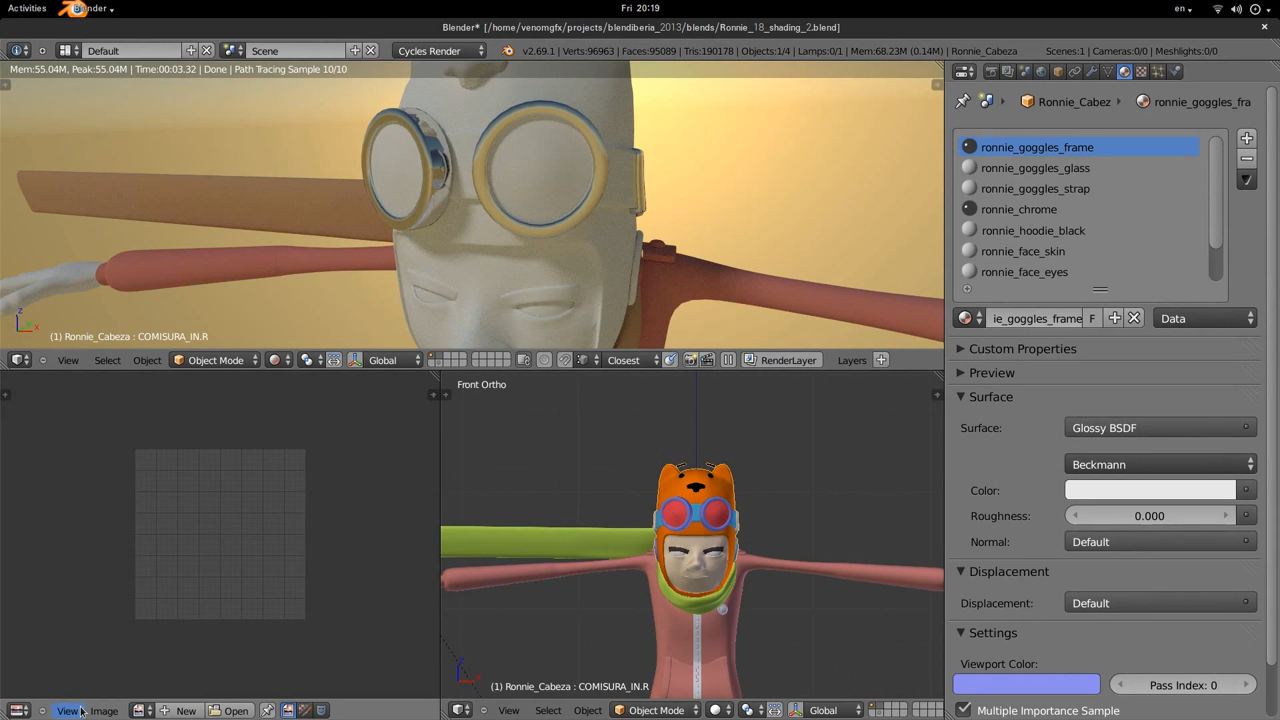 Activities Blender Fri 20:19 en
Blender* [/home/venomgfx/projects/blendiberia_2013/blends/Ronnie_18_shading_2.blend]
Default Scene Cycles Render v2.69.1 | Verts:96963 | Faces:95089 | Tris:190178 | Objects:1/4 | Lamps:0/1 | Mem:68.23M (0.14M) | Ronnie_Cabeza Scenes:1 | Cameras:0/0 | Meshlights:0/0
Mem:55.04M, Peak:55.04M | Time:00:03.32 | Done | Path Tracing Sample 10/10
Ronnie_Cabez ronnie_goggles_fra
ronnie_goggles_frame
ronnie_goggles_glass
ronnie_goggles_strap
ronnie_chrome
ronnie_hoodie_black
ronnie_face_skin
ronnie_face_eyes
z
x
(1) Ronnie_Cabeza : COMISURA_IN.R
ie_goggles_frame F Data
View Select Object Object Mode Global Closest RenderLayer Layers
Custom Properties
Preview
Surface
Surface: Glossy BSDF
Beckmann
Color:
Roughness: 0.000
Normal: Default
Displacement
Displacement: Default
Settings
Viewport Color:
Pass Index: 0
Multiple Importance Sample
Front Ortho
(1) Ronnie_Cabeza : COMISURA_IN.R
View Image New Open
View Select Object Object Mode Global